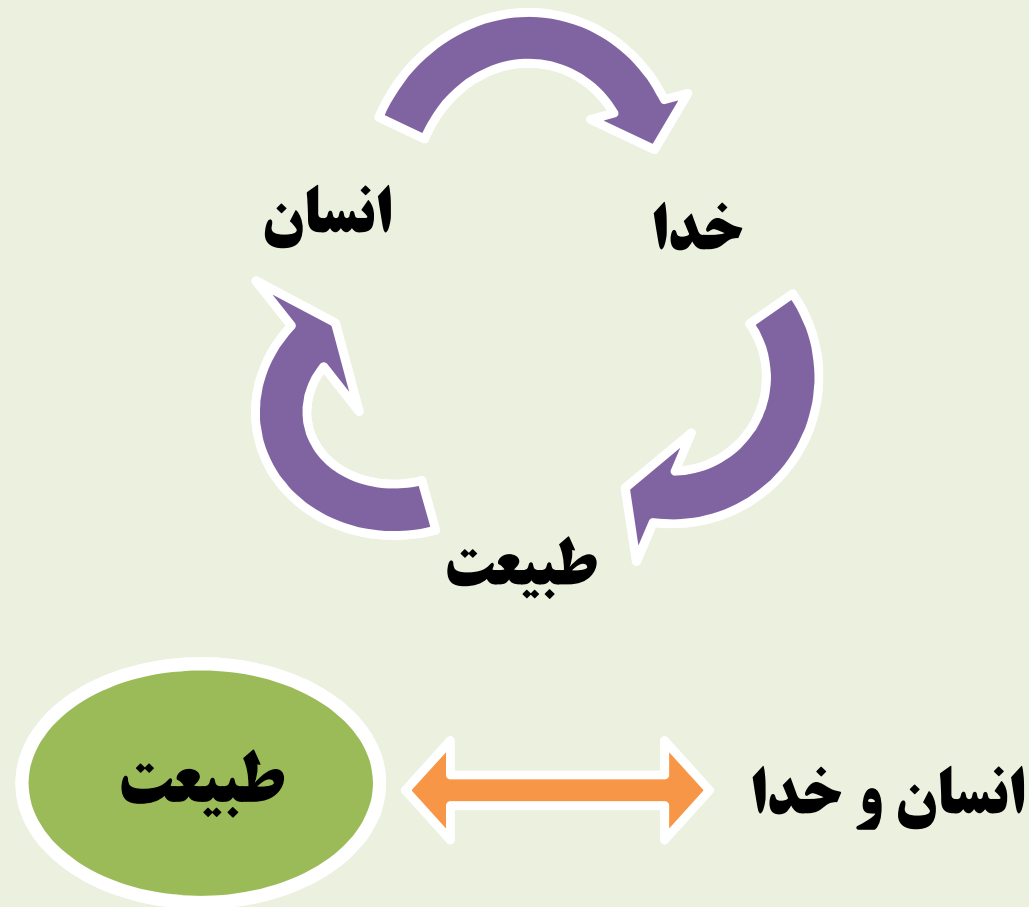 خدا
انسان
طبیعت
انسان و خدا
طبیعت